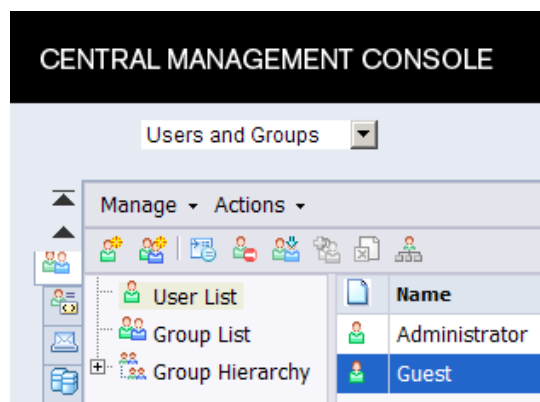 CENTRAL MANAGEMENT CONSOLE
Users and Groups
Manage Actions
User List
Group List
Group Hierarchy
Name
Administrator
Guest